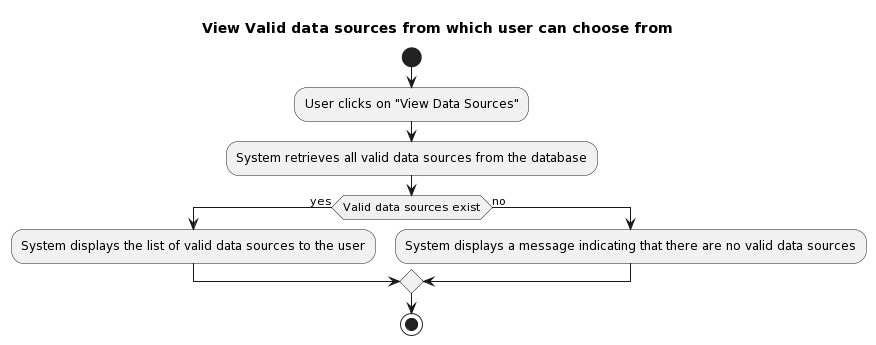 View Valid data sources from which user can choose from
User clicks on "View Data Sources"
System retrieves all valid data sources from the database
yes
Valid data sources exist
no
System displays the list of valid data sources to the user
System displays a message indicating that there are no valid data sources